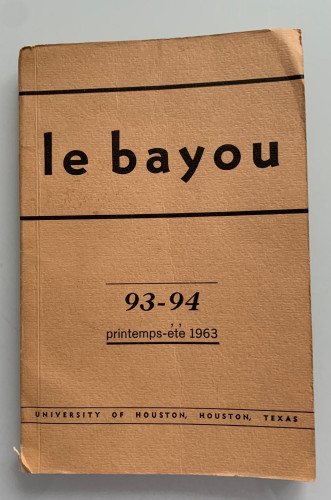 le bayou
93-94
printemps-été 1963
UNIVERSITY OF HOUSTON, HOUSTON, TEXAS